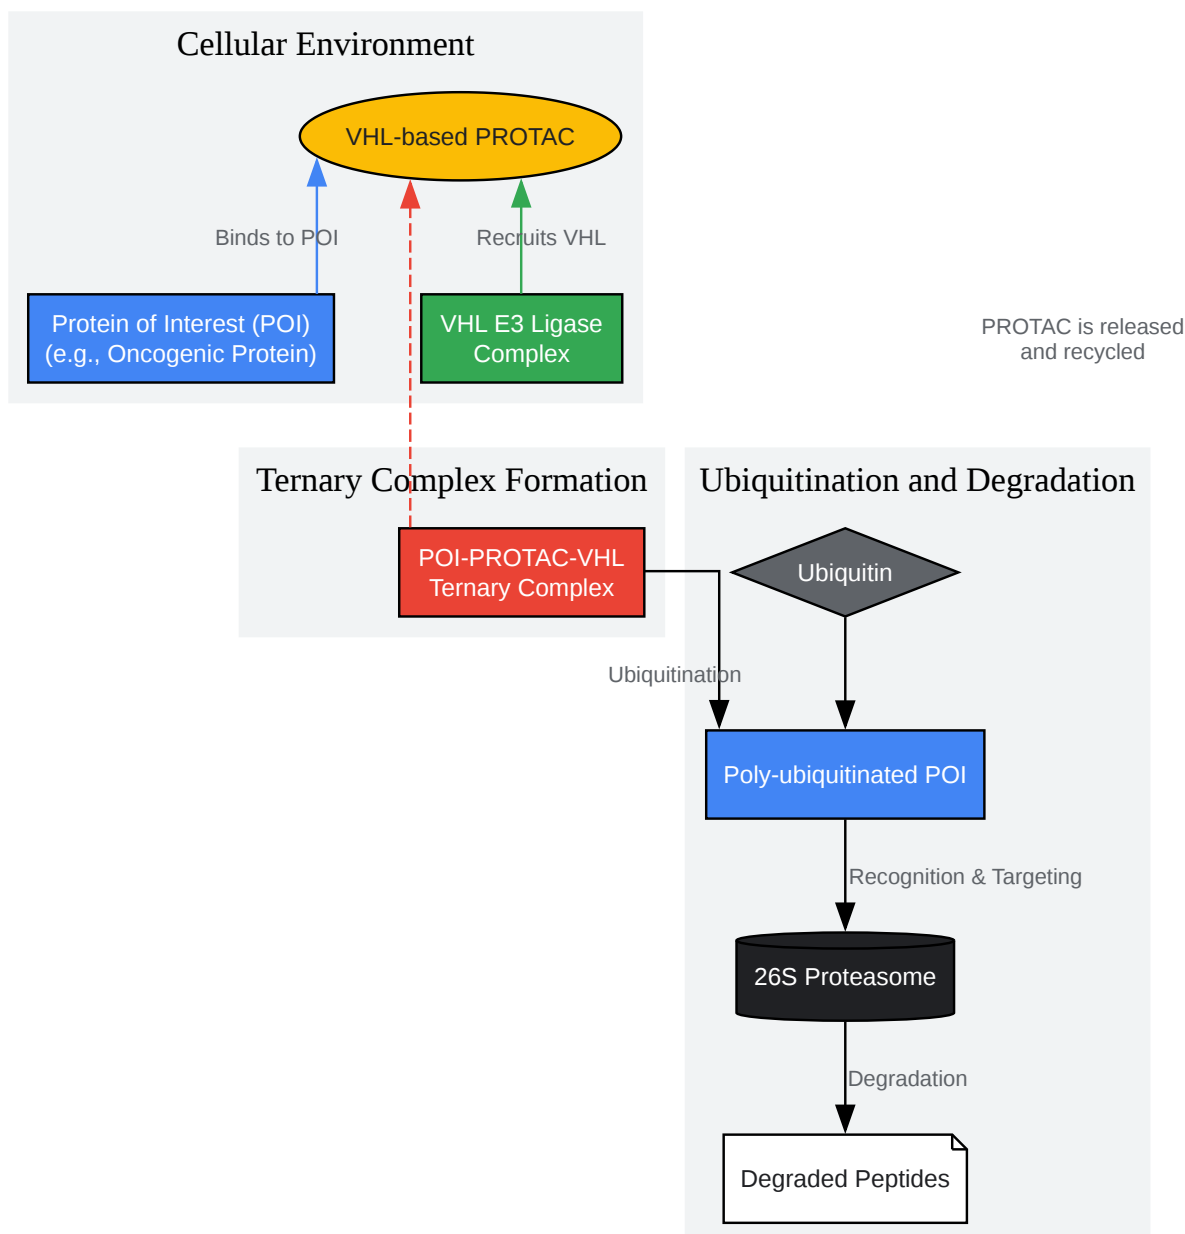 Cellular Environment
VHL-based PROTAC
Binds to POI
Recruits VHL
Protein of Interest (POI)
(e.g., Oncogenic Protein)
VHL E3 Ligase
Complex
PROTAC is released
and recycled
Ternary Complex Formation
POI-PROTAC-VHL
Ternary Complex
Ubiquitination and Degradation
Ubiquitin
Ubiquitination
Poly-ubiquitinated POI
Recognition & Targeting
26S Proteasome
Degradation
Degraded Peptides